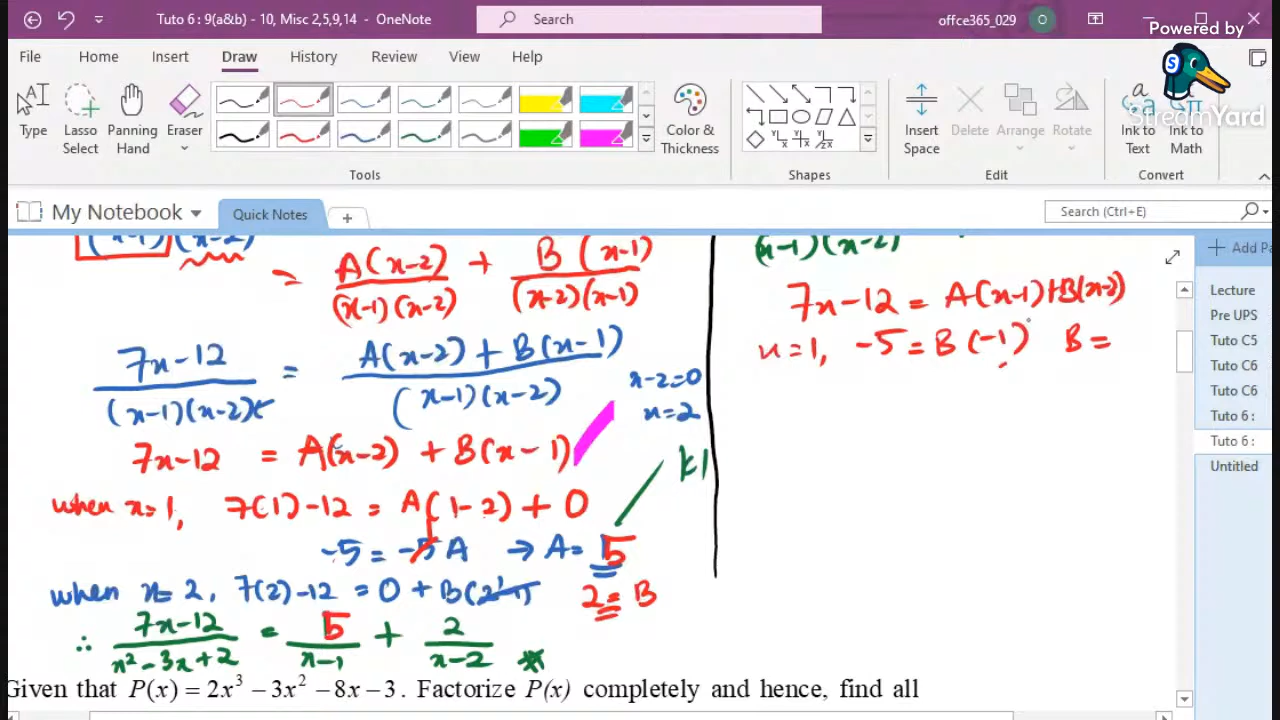 Tuto 6 : 9(a&b) - 10, Misc 2,5,9,14 - OneNote
Search
offce365_029
Powered by
StreamYard
File Home Insert Draw History Review View Help
Type
Lasso Select
Panning Hand
Eraser
Color & Thickness
Insert Space
Delete
Arrange
Rotate
Ink to Text
Ink to Math
Tools
Shapes
Edit
Convert
My Notebook
Quick Notes
Search (Ctrl+E)
Add Pa
Lecture
Pre UPS
Tuto C5
Tuto C6
Tuto C6
Tuto 6 :
Tuto 6 :
Untitled
(x-1)(x-2)
= A(x-2)/(x-1)(x-2) + B(x-1)/(x-2)(x-1)
7x-12/(x-1)(x-2) = A(x-2) + B(x-1)/(x-1)(x-2)
x-2=0
x=2
7x-12 = A(x-2) + B(x-1)
K1
when x=1, 7(1)-12 = A(1-2) + 0
-5 = A → A = 5
when x=2, 7(2)-12 = 0 + B(2-1)
2 = B
∴ 7x-12/x²-3x+2 = 5/x-1 + 2/x-2
(x-1)(x-2)
7x-12 = A(x-1)+B(x-2)
x=1, -5 = B(-1) B =
Given that P(x) = 2x³ − 3x² − 8x − 3. Factorize P(x) completely and hence, find all